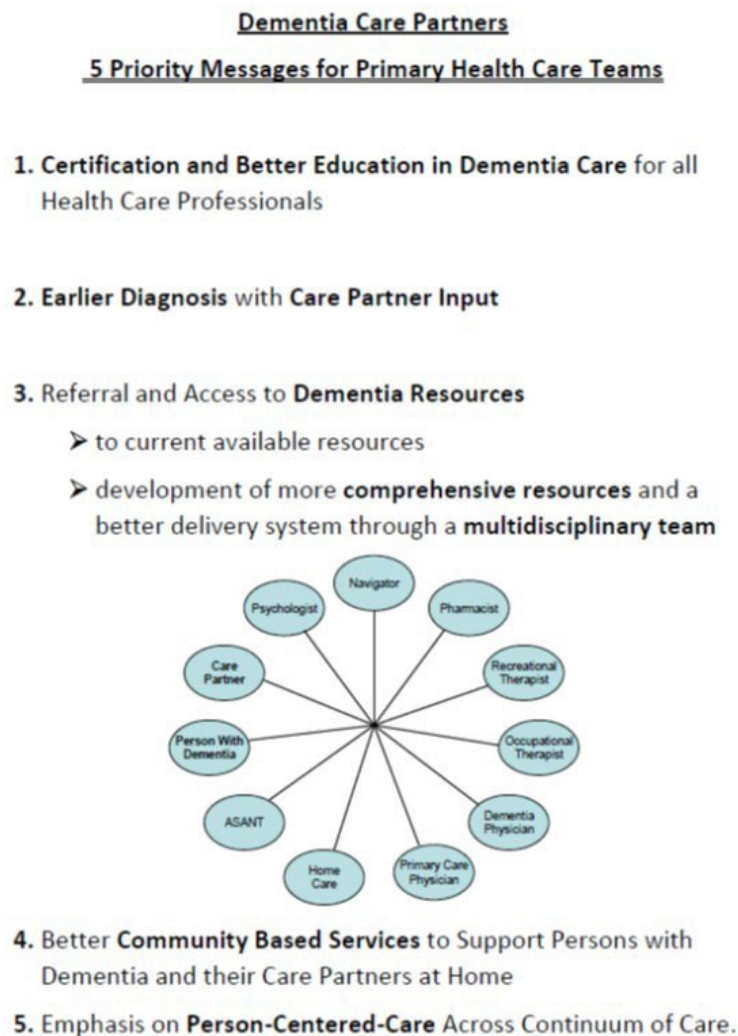 Dementia Care Partners
5 Priority Messages for Primary Health Care Teams
1. Certification and Better Education in Dementia Care for all
Health Care Professionals
2. Earlier Diagnosis with Care Partner Input
3. Referral and Access to Dementia Resources
➤ to current available resources
➤ development of more comprehensive resources and a
better delivery system through a multidisciplinary team
Navigator
Pharmacist
Recreational
Therapist
Occupational
Therapist
Dementia
Physician
Primary Care
Physician
Home
Care
ASANT
Person With
Dementia
Care
Partner
Psychologist
4. Better Community Based Services to Support Persons with
Dementia and their Care Partners at Home
5. Emphasis on Person-Centered-Care Across Continuum of Care.